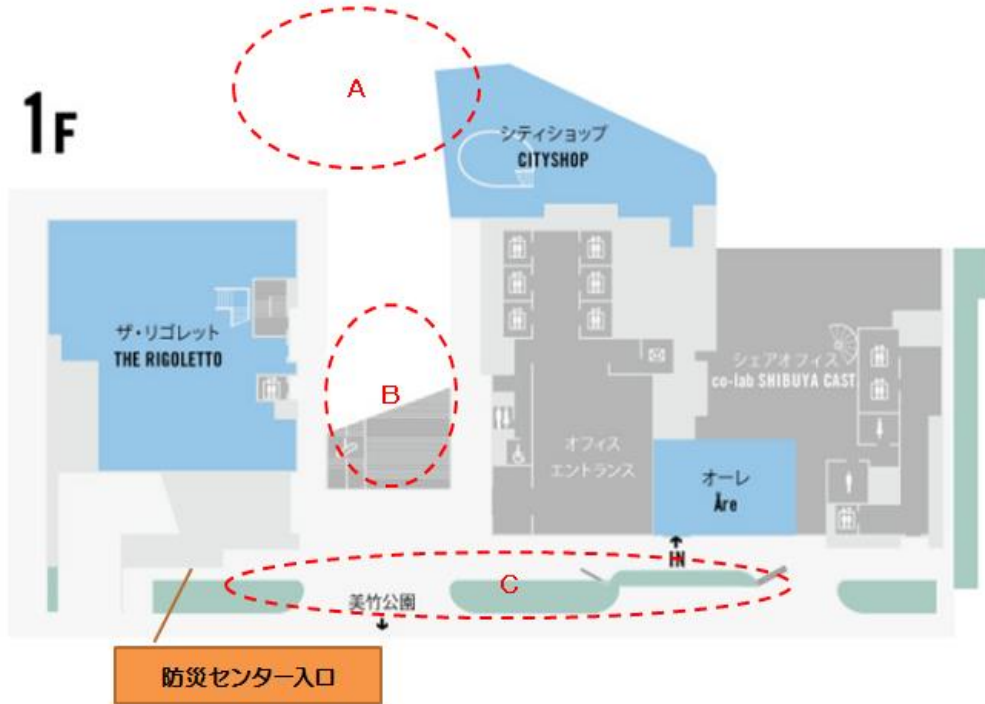 A
1F
シティショップ
CITYSHOP
ザ・リゴレット
THE RIGOLETTO
B
シェアオフィス
co-lab SHIBUYA CAST
オフィス
エントランス
オーレ
Åre
IN
C
美竹公園
防災センター入口